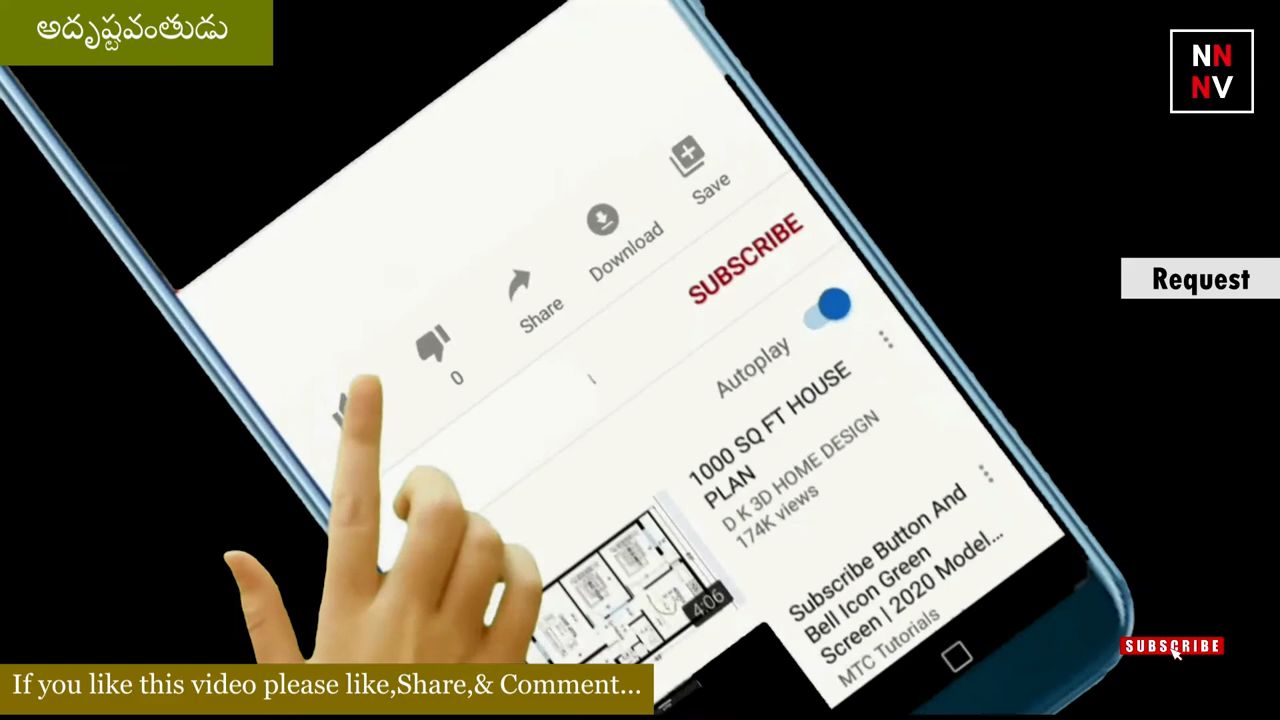 అదృష్టవంతుడు
NN
NV
Save
Download
Share
0
SUBSCRIBE
Request
Autoplay
1000 SQ FT HOUSE
PLAN
D K 3D HOME DESIGN
174K views
4:06
Subscribe Button And
Bell Icon Green
Screen | 2020 Model...
MTC Tutorials
SUBSCRIBE
If you like this video please like,Share,& Comment...